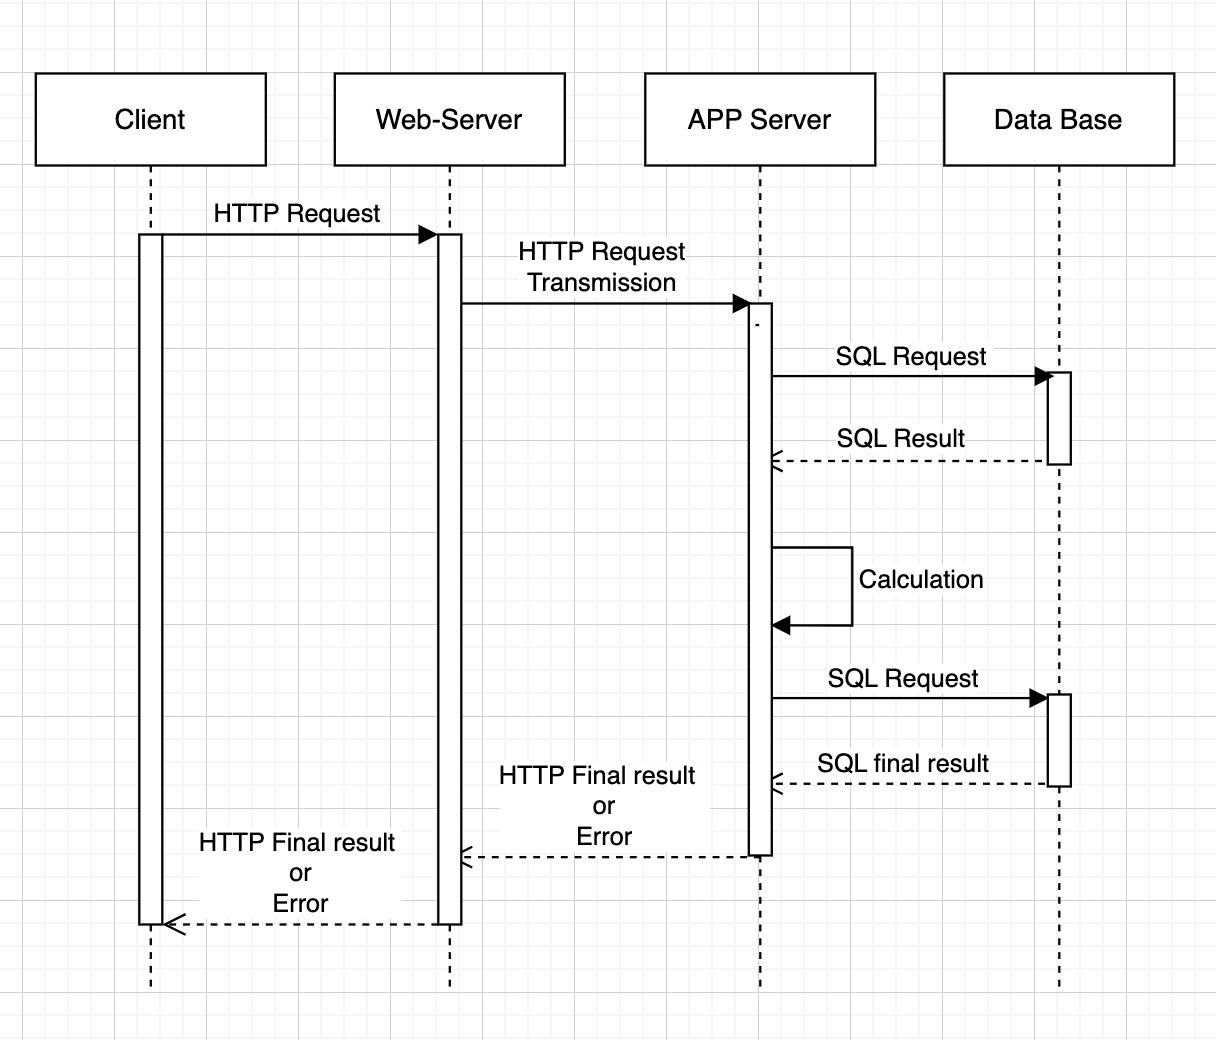 Client
Web-Server
APP Server
Data Base
HTTP Request
HTTP Request
Transmission
-
SQL Request
SQL Result
Calculation
SQL Request
SQL final result
HTTP Final result
or
Error
HTTP Final result
or
Error